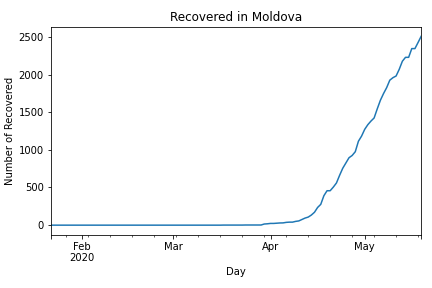 Recovered in Moldova
2500
2000
1500
1000
500
0
Number of Recovered
Feb
2020
Mar
Apr
May
Day